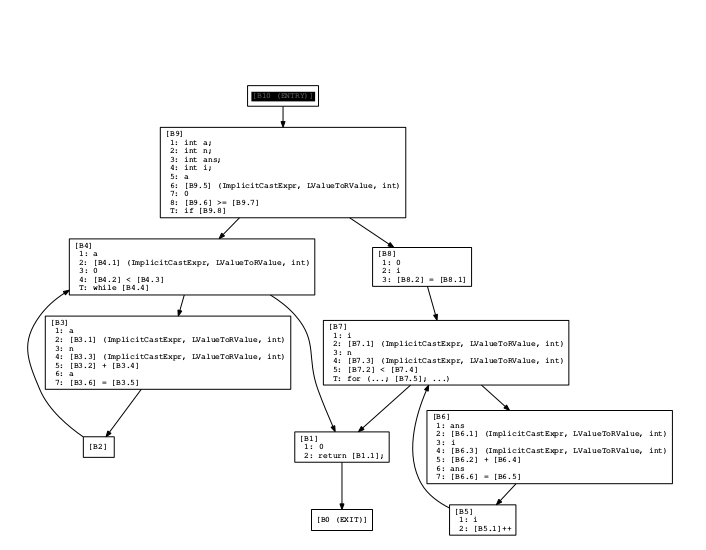 [B10 (ENTRY)]
[B9]
1: int a;
2: int n;
3: int ans;
4: int i;
5: a
6: [B9.5] (ImplicitCastExpr, LValueToRValue, int)
7: 0
8: [B9.6] >= [B9.7]
T: if [B9.8]
[B4]
1: a
2: [B4.1] (ImplicitCastExpr, LValueToRValue, int)
3: 0
4: [B4.2] < [B4.3]
T: while [B4.4]
[B8]
1: 0
2: i
3: [B8.2] = [B8.1]
[B3]
1: a
2: [B3.1] (ImplicitCastExpr, LValueToRValue, int)
3: n
4: [B3.3] (ImplicitCastExpr, LValueToRValue, int)
5: [B3.2] + [B3.4]
6: a
7: [B3.6] = [B3.5]
[B7]
1: i
2: [B7.1] (ImplicitCastExpr, LValueToRValue, int)
3: n
4: [B7.3] (ImplicitCastExpr, LValueToRValue, int)
5: [B7.2] < [B7.4]
T: for (...; [B7.5]; ...)
[B2]
[B1]
1: 0
2: return [B1.1];
[B6]
1: ans
2: [B6.1] (ImplicitCastExpr, LValueToRValue, int)
3: i
4: [B6.3] (ImplicitCastExpr, LValueToRValue, int)
5: [B6.2] + [B6.4]
6: ans
7: [B6.6] = [B6.5]
[B0 (EXIT)]
[B5]
1: i
2: [B5.1]++